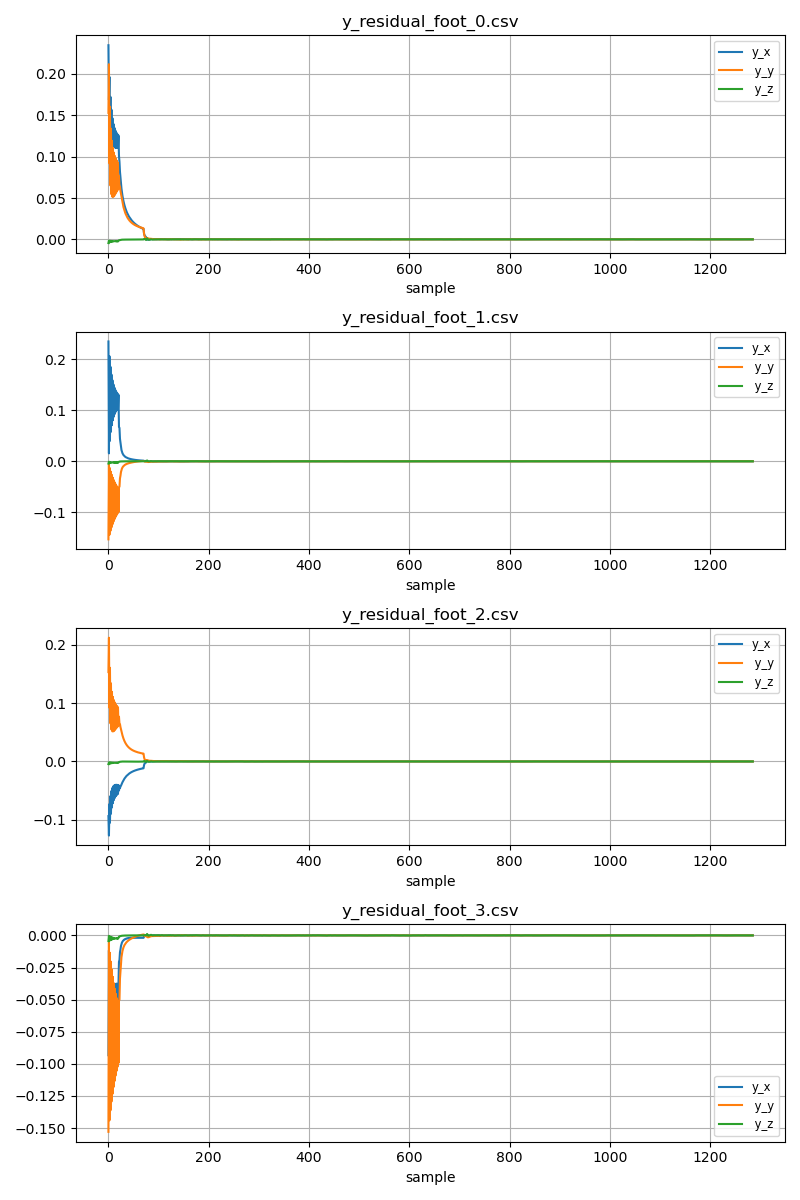 y_residual_foot_0.csv
y_x
y_y
y_z
0.20
0.15
0.10
0.05
0.00
0 200 400 600 800 1000 1200
sample
y_residual_foot_1.csv
y_x
y_y
y_z
0.2
0.1
0.0
−0.1
0 200 400 600 800 1000 1200
sample
y_residual_foot_2.csv
y_x
y_y
y_z
0.2
0.1
0.0
−0.1
0 200 400 600 800 1000 1200
sample
y_residual_foot_3.csv
0.000
−0.025
−0.050
−0.075
−0.100
−0.125
−0.150
y_x
y_y
y_z
0 200 400 600 800 1000 1200
sample